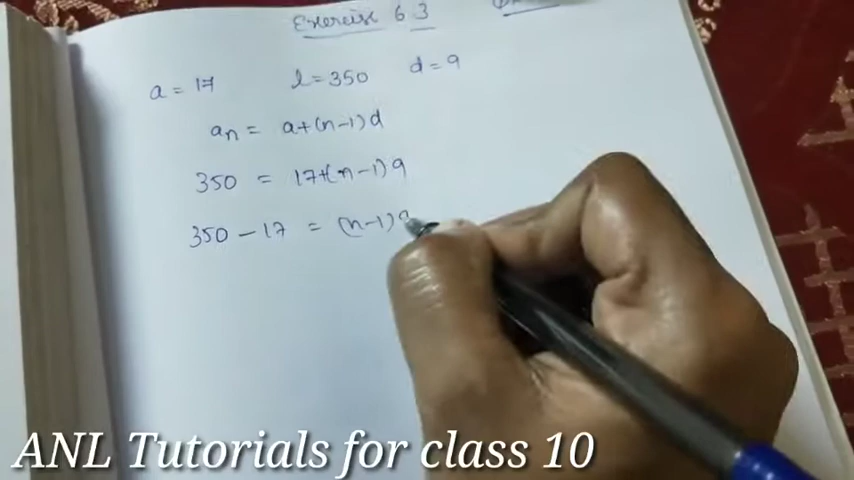 Exercise 6 3
a = 17 l = 350 d = 9
an = a+(n-1)d
350 = 17+(n-1)9
350 - 17 = (n-1)9
ANL Tutorials for class 10